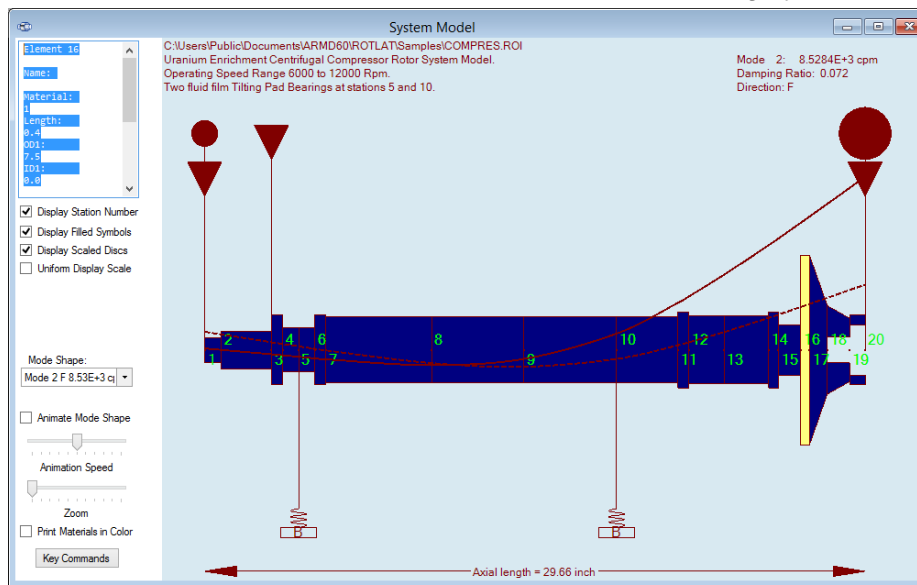 System Model
Element 16
Name:
Material:
1
Length:
0.4
OD1:
7.5
ID1:
0.0
Display Station Number
Display Filled Symbols
Display Scaled Discs
Uniform Display Scale
Mode Shape:
Mode 2 F 8.53E+3 cp
Animate Mode Shape
Animation Speed
Zoom
Print Materials in Color
Key Commands
C:\Users\Public\Documents\ARMD60\ROTLAT\Samples\COMPRES.ROI
Uranium Enrichment Centrifugal Compressor Rotor System Model.
Operating Speed Range 6000 to 12000 Rpm.
Two fluid film Tilting Pad Bearings at stations 5 and 10.
Mode 2: 8.5284E+3 cpm
Damping Ratio: 0.072
Direction: F
2 4 6 8 10 12 14 16 18 20
1 3 5 7 9 11 13 15 17 19
B B
Axial length = 29.66 inch